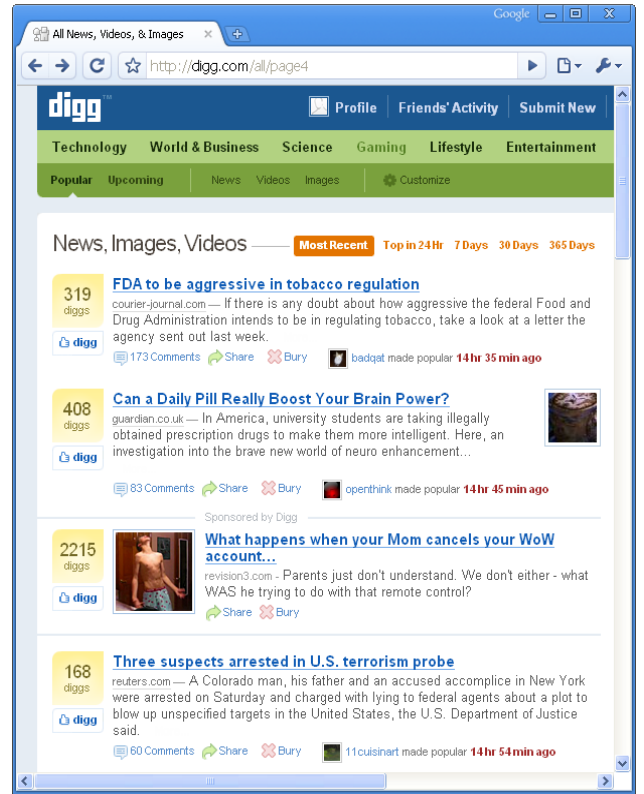 Google
All News, Videos, & Images
http://digg.com/all/page4
digg™
Profile Friends' Activity Submit New
Technology World & Business Science Gaming Lifestyle Entertainment
Popular Upcoming News Videos Images Customize
News, Images, Videos Most Recent Top in 24 Hr 7 Days 30 Days 365 Days
319
diggs
digg
FDA to be aggressive in tobacco regulation
courier-journal.com — If there is any doubt about how aggressive the federal Food and
Drug Administration intends to be in regulating tobacco, take a look at a letter the
agency sent out last week.
173 Comments Share Bury badqat made popular 14 hr 35 min ago
408
diggs
digg
Can a Daily Pill Really Boost Your Brain Power?
guardian.co.uk — In America, university students are taking illegally
obtained prescription drugs to make them more intelligent. Here, an
investigation into the brave new world of neuro enhancement...
83 Comments Share Bury openthink made popular 14 hr 45 min ago
Sponsored by Digg
2215
diggs
digg
What happens when your Mom cancels your WoW
account...
revision3.com - Parents just don't understand. We don't either - what
WAS he trying to do with that remote control?
Share Bury
168
diggs
digg
Three suspects arrested in U.S. terrorism probe
reuters.com — A Colorado man, his father and an accused accomplice in New York
were arrested on Saturday and charged with lying to federal agents about a plot to
blow up unspecified targets in the United States, the U.S. Department of Justice
said.
60 Comments Share Bury 11cuisinart made popular 14 hr 54 min ago